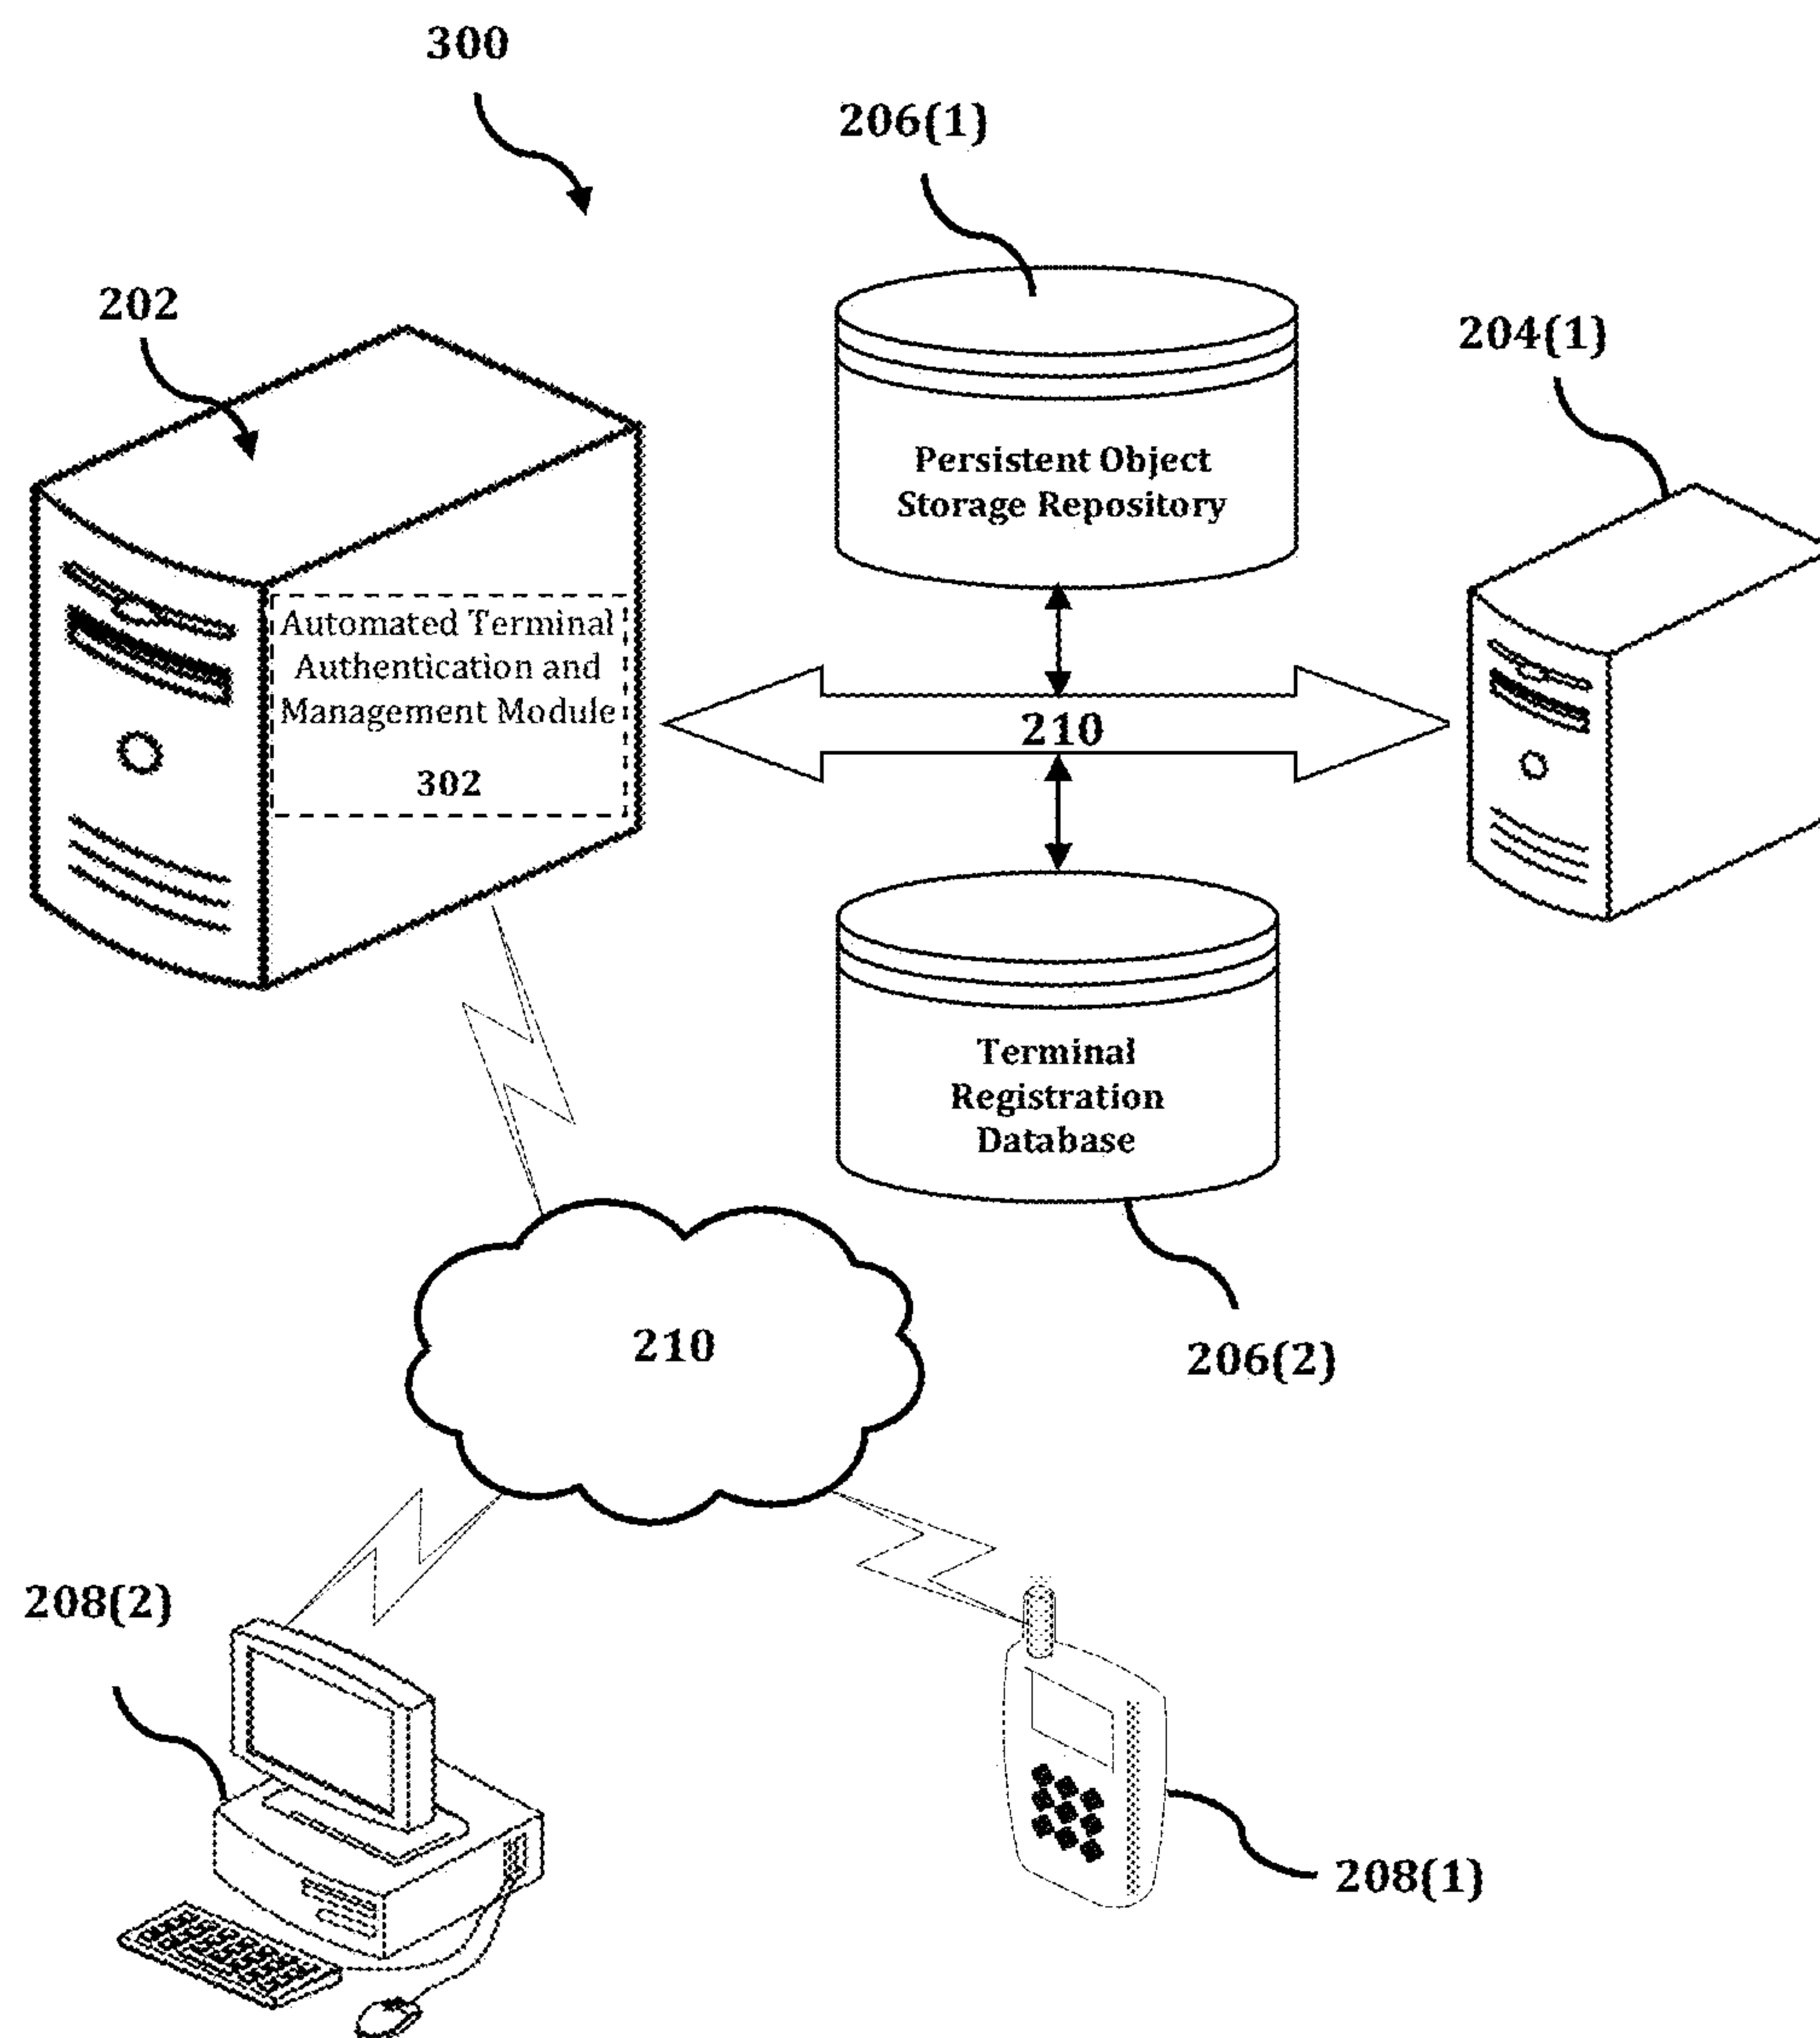 300
206(1)
202
204(1)
Persistent Object
Storage Repository
Automated Terminal
Authentication and
Management Module
302
210
Terminal
Registration
Database
210
206(2)
208(2)
208(1)